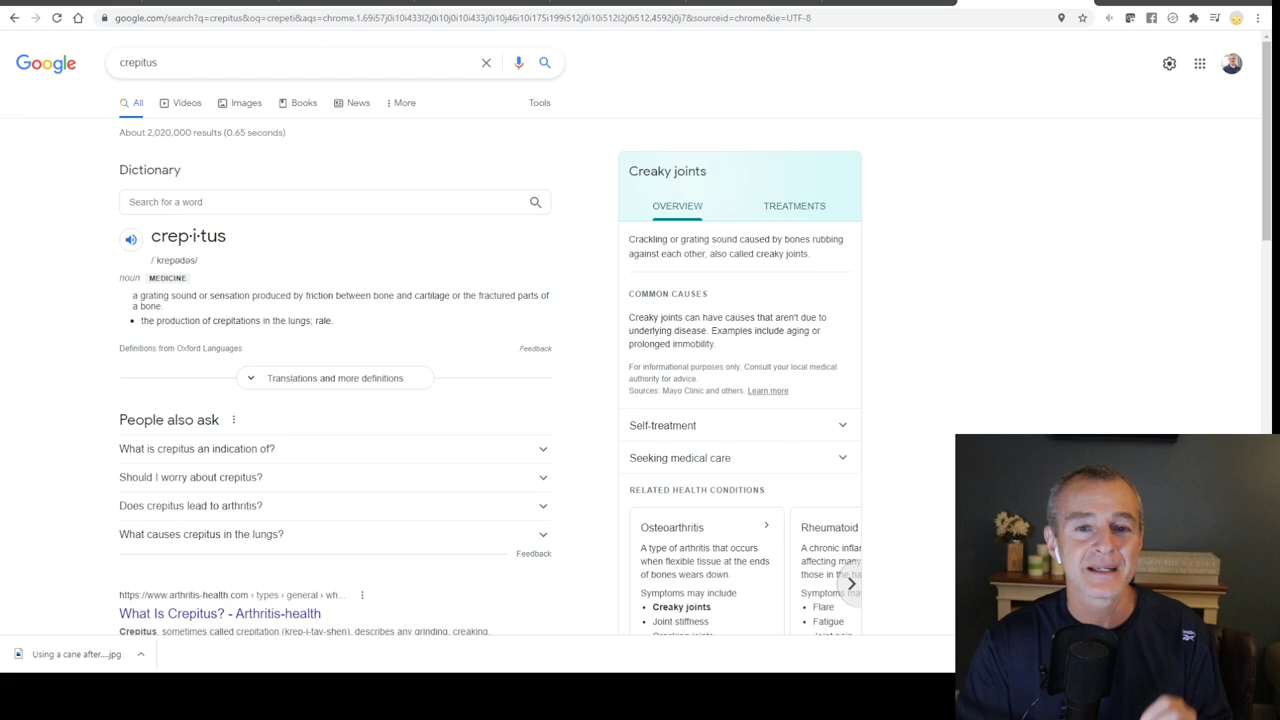 google.com/search?q=crepitus&oq=crepeti&aqs=chrome.1.69i57j0i10i433l2j0i10j0i10i433j0i10j46i10i175i199i512j0i10i512l2j0i512.4592j0j7&sourceid=chrome&ie=UTF-8
Google
crepitus
All
Videos
Images
Books
News
More
Tools
About 2,020,000 results (0.65 seconds)
Dictionary
Search for a word
crep·i·tus
/ˈkrepədəs/
noun MEDICINE
a grating sound or sensation produced by friction between bone and cartilage or the fractured parts of
a bone.
• the production of crepitations in the lungs; rale.
Definitions from Oxford Languages
Feedback
Translations and more definitions
People also ask
What is crepitus an indication of?
Should I worry about crepitus?
Does crepitus lead to arthritis?
What causes crepitus in the lungs?
Feedback
https://www.arthritis-health.com › types › general › wh...
What Is Crepitus? - Arthritis-health
Crepitus, sometimes called crepitation (krep-i-tay-shen), describes any grinding, creaking,
Creaky joints
OVERVIEW
TREATMENTS
Crackling or grating sound caused by bones rubbing
against each other, also called creaky joints.
COMMON CAUSES
Creaky joints can have causes that aren't due to
underlying disease. Examples include aging or
prolonged immobility.
For informational purposes only. Consult your local medical
authority for advice.
Sources: Mayo Clinic and others. Learn more
Self-treatment
Seeking medical care
RELATED HEALTH CONDITIONS
Osteoarthritis
A type of arthritis that occurs
when flexible tissue at the ends
of bones wears down.
Symptoms may include
• Creaky joints
• Joint stiffness
Rheumatoid
A chronic inflar
affecting many
those in the ha
Symptoms ma
• Flare
• Fatigue
Using a cane after....jpg